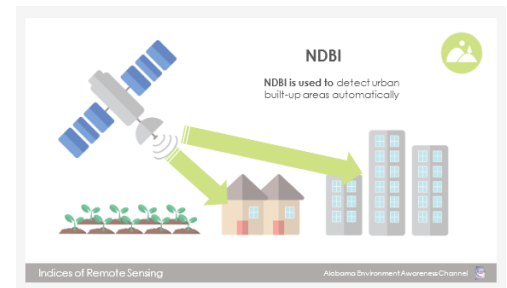 NDBI
NDBI is used to detect urban
built-up areas automatically
Indices of Remote Sensing
Alabama Environment Awareness Channel